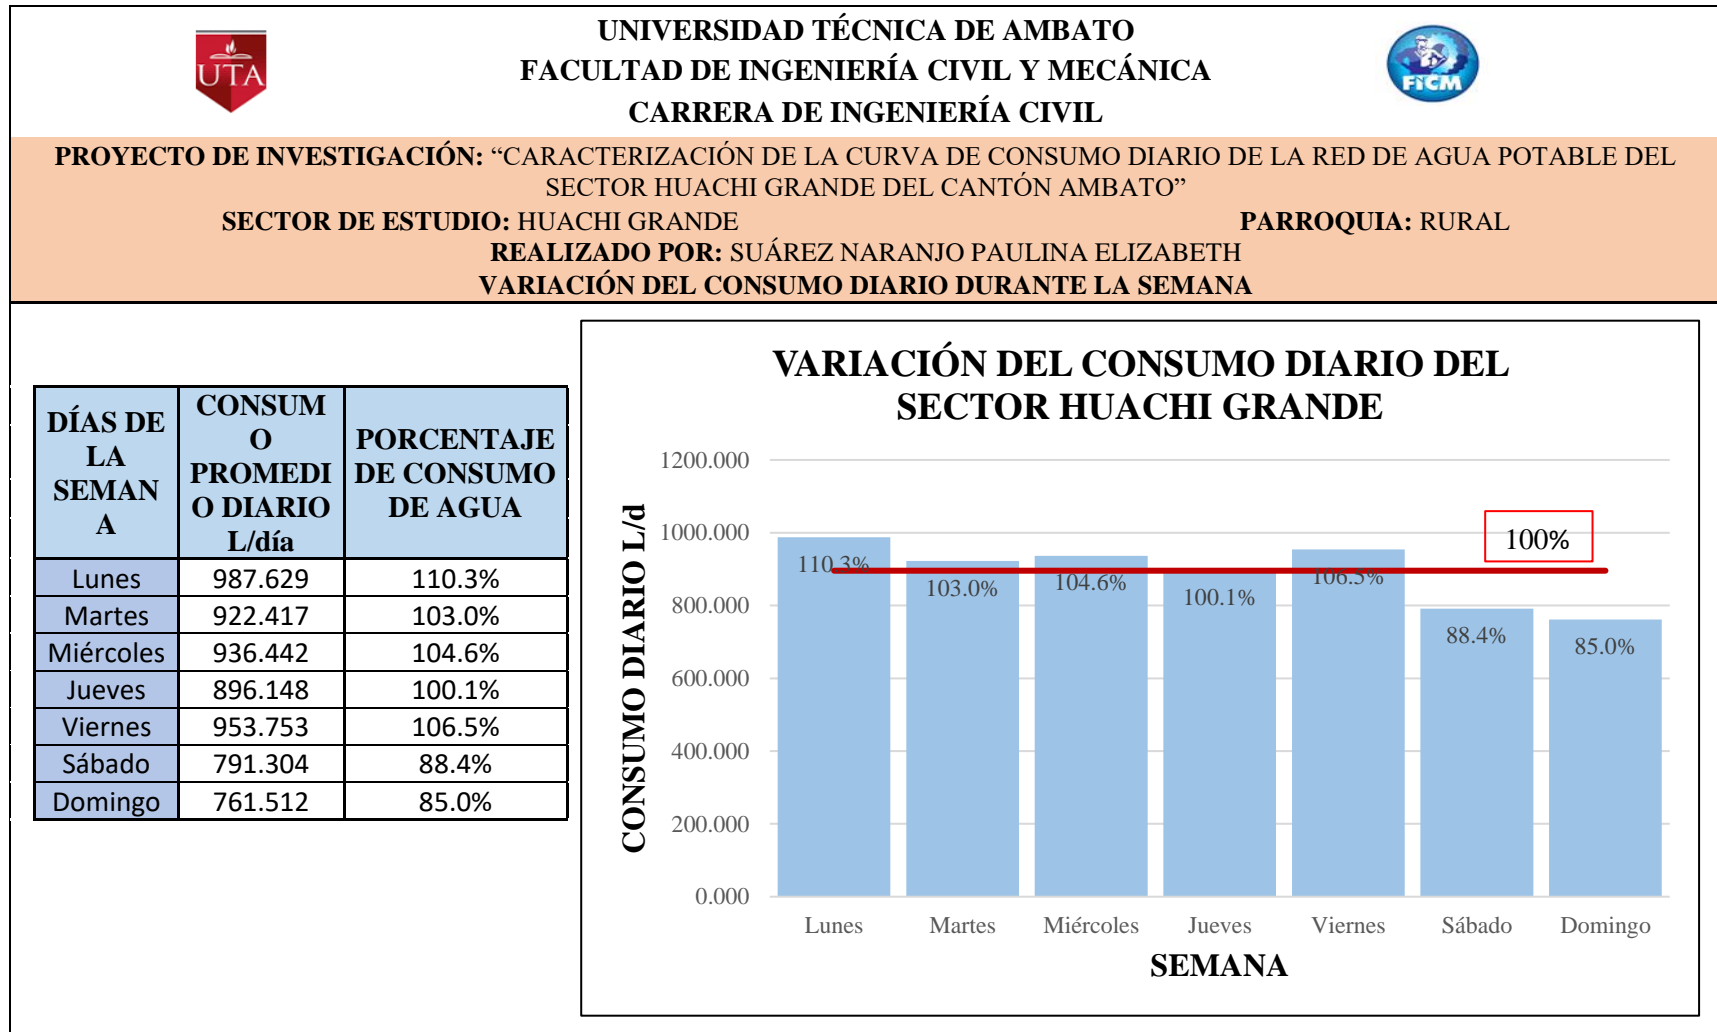 UTA
UNIVERSIDAD TÉCNICA DE AMBATO
FACULTAD DE INGENIERÍA CIVIL Y MECÁNICA
CARRERA DE INGENIERÍA CIVIL
FICM
PROYECTO DE INVESTIGACIÓN: “CARACTERIZACIÓN DE LA CURVA DE CONSUMO DIARIO DE LA RED DE AGUA POTABLE DEL
SECTOR HUACHI GRANDE DEL CANTÓN AMBATO”
SECTOR DE ESTUDIO: HUACHI GRANDE PARROQUIA: RURAL
REALIZADO POR: SUÁREZ NARANJO PAULINA ELIZABETH
VARIACIÓN DEL CONSUMO DIARIO DURANTE LA SEMANA
DÍAS DE
LA
SEMAN
A
CONSUM
O
PROMEDI
O DIARIO
L/día
PORCENTAJE
DE CONSUMO
DE AGUA
Lunes 987.629 110.3%
Martes 922.417 103.0%
Miércoles 936.442 104.6%
Jueves 896.148 100.1%
Viernes 953.753 106.5%
Sábado 791.304 88.4%
Domingo 761.512 85.0%
VARIACIÓN DEL CONSUMO DIARIO DEL
SECTOR HUACHI GRANDE
CONSUMO DIARIO L/d
1200.000
1000.000
800.000
600.000
400.000
200.000
0.000
100%
110.3% 103.0% 104.6% 100.1% 106.5% 88.4% 85.0%
Lunes Martes Miércoles Jueves Viernes Sábado Domingo
SEMANA